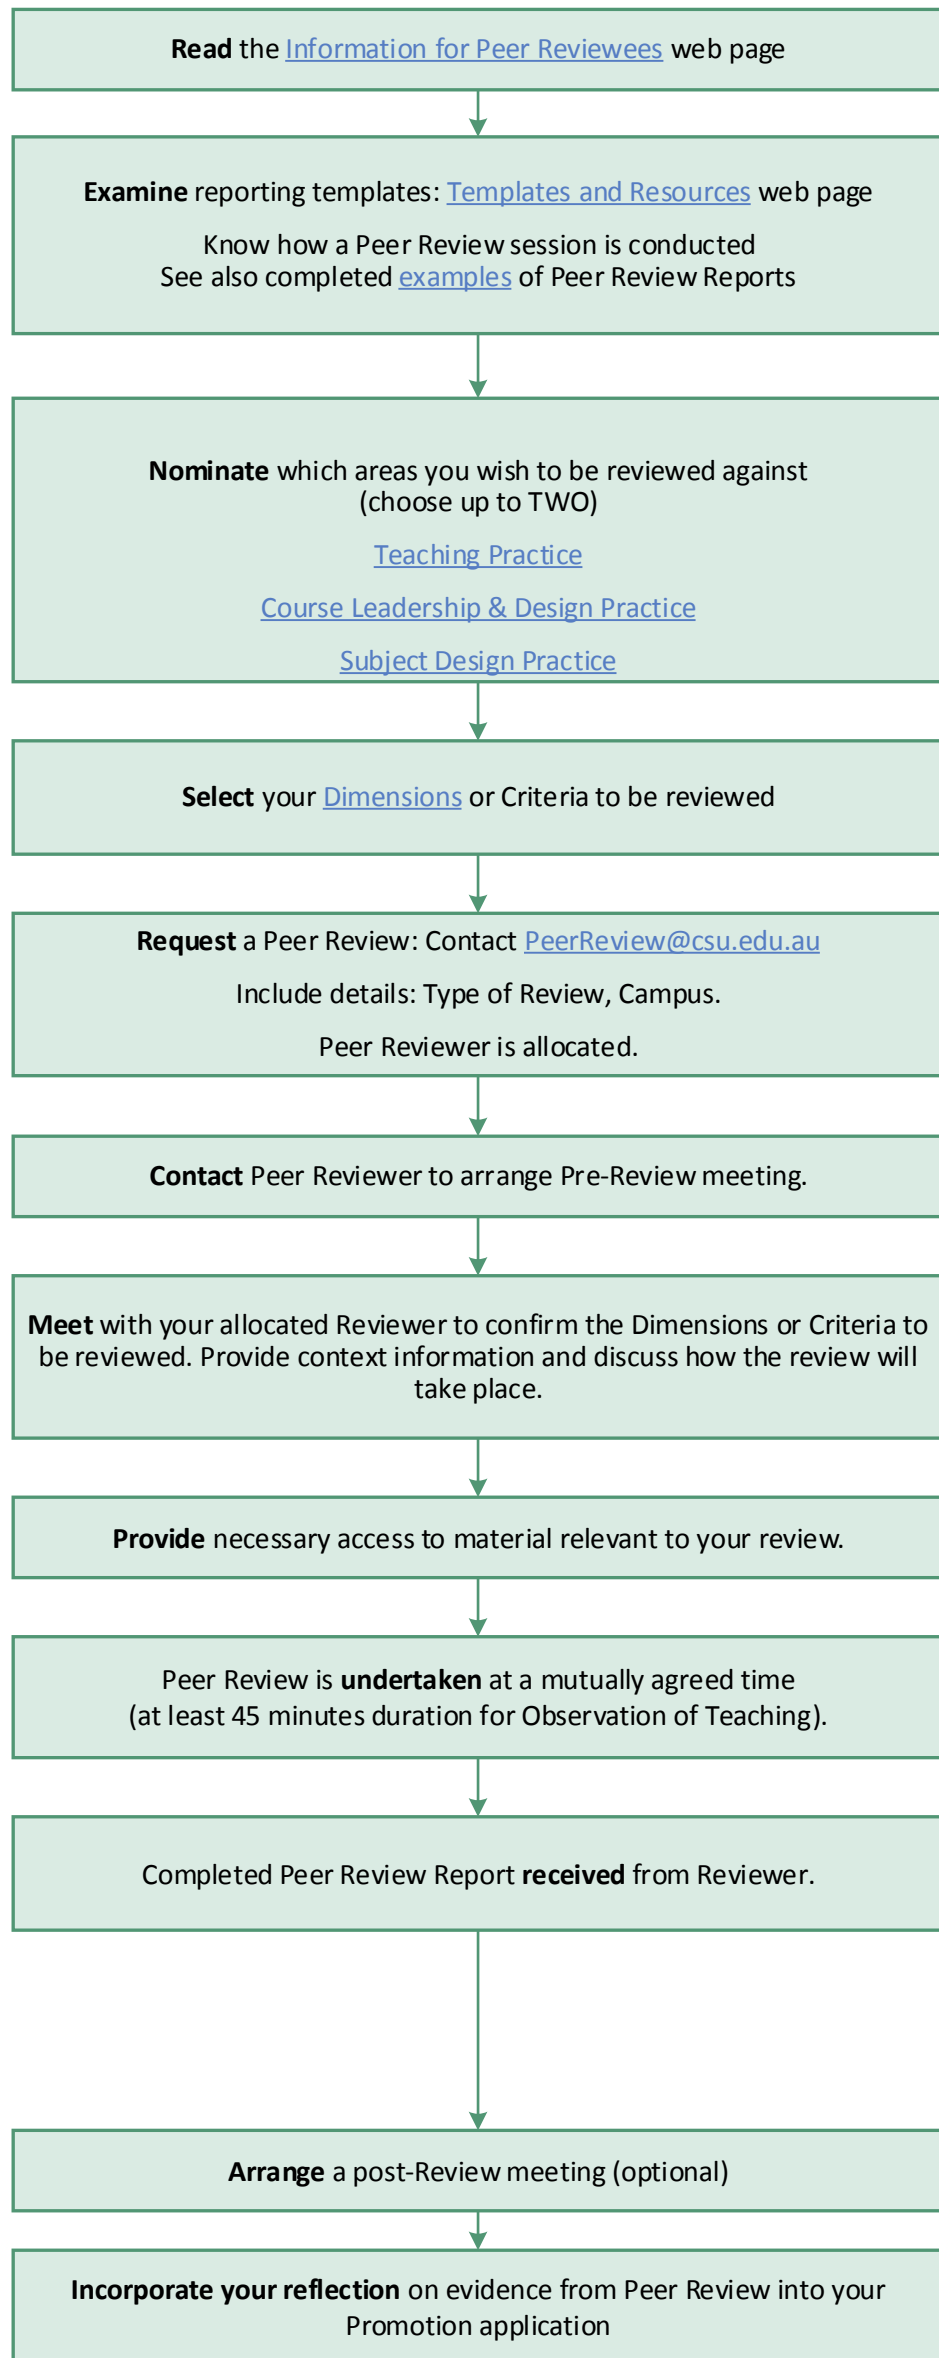 Read the Information for Peer Reviewees web page
Examine reporting templates: Templates and Resources web page
Know how a Peer Review session is conducted
See also completed examples of Peer Review Reports
Nominate which areas you wish to be reviewed against
(choose up to TWO)
Teaching Practice
Course Leadership & Design Practice
Subject Design Practice
Select your Dimensions or Criteria to be reviewed
Request a Peer Review: Contact PeerReview@csu.edu.au
Include details: Type of Review, Campus.
Peer Reviewer is allocated.
Contact Peer Reviewer to arrange Pre-Review meeting.
Meet with your allocated Reviewer to confirm the Dimensions or Criteria to
be reviewed. Provide context information and discuss how the review will
take place.
Provide necessary access to material relevant to your review.
Peer Review is undertaken at a mutually agreed time
(at least 45 minutes duration for Observation of Teaching).
Completed Peer Review Report received from Reviewer.
Arrange a post-Review meeting (optional)
Incorporate your reflection on evidence from Peer Review into your
Promotion application